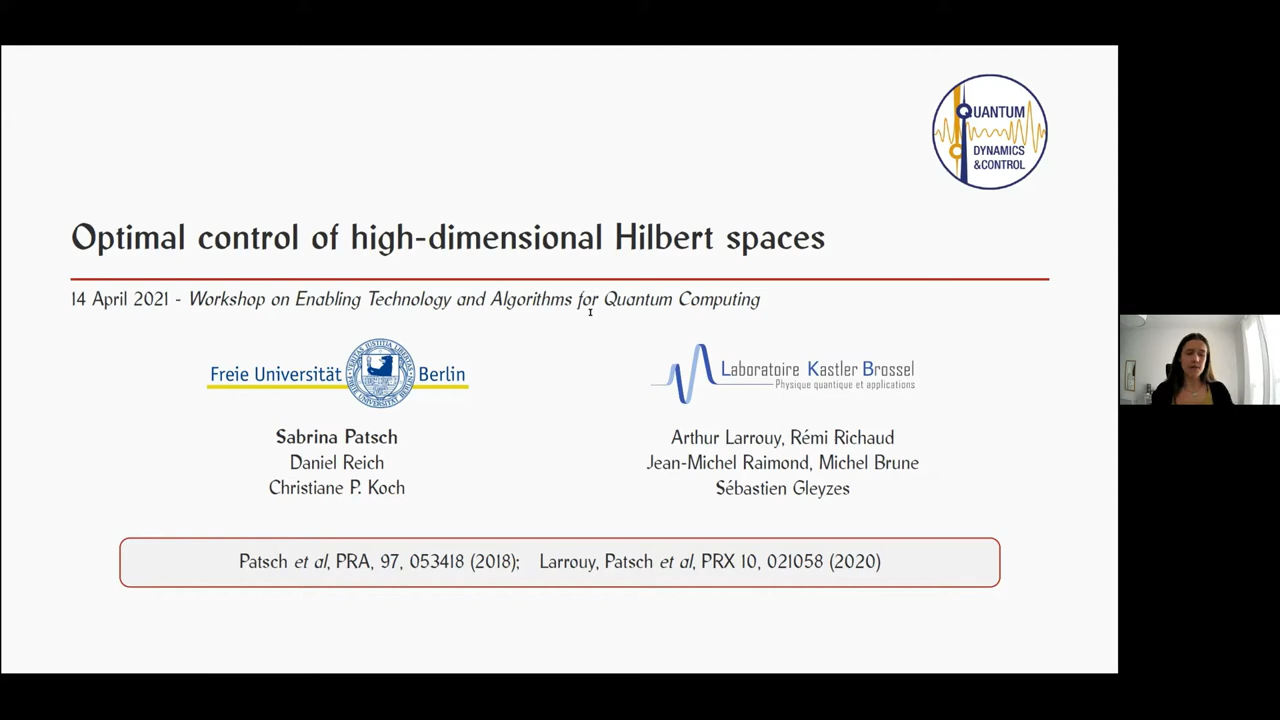 QUANTUM
DYNAMICS
&CONTROL
Optimal control of high-dimensional Hilbert spaces
14 April 2021 - Workshop on Enabling Technology and Algorithms for Quantum Computing
Freie Universität Berlin
Laboratoire Kastler Brossel
Physique quantique et applications
Sabrina Patsch
Daniel Reich
Christiane P. Koch
Arthur Larrouy, Rémi Richaud
Jean-Michel Raimond, Michel Brune
Sébastien Gleyzes
Patsch et al, PRA, 97, 053418 (2018); Larrouy, Patsch et al, PRX 10, 021058 (2020)